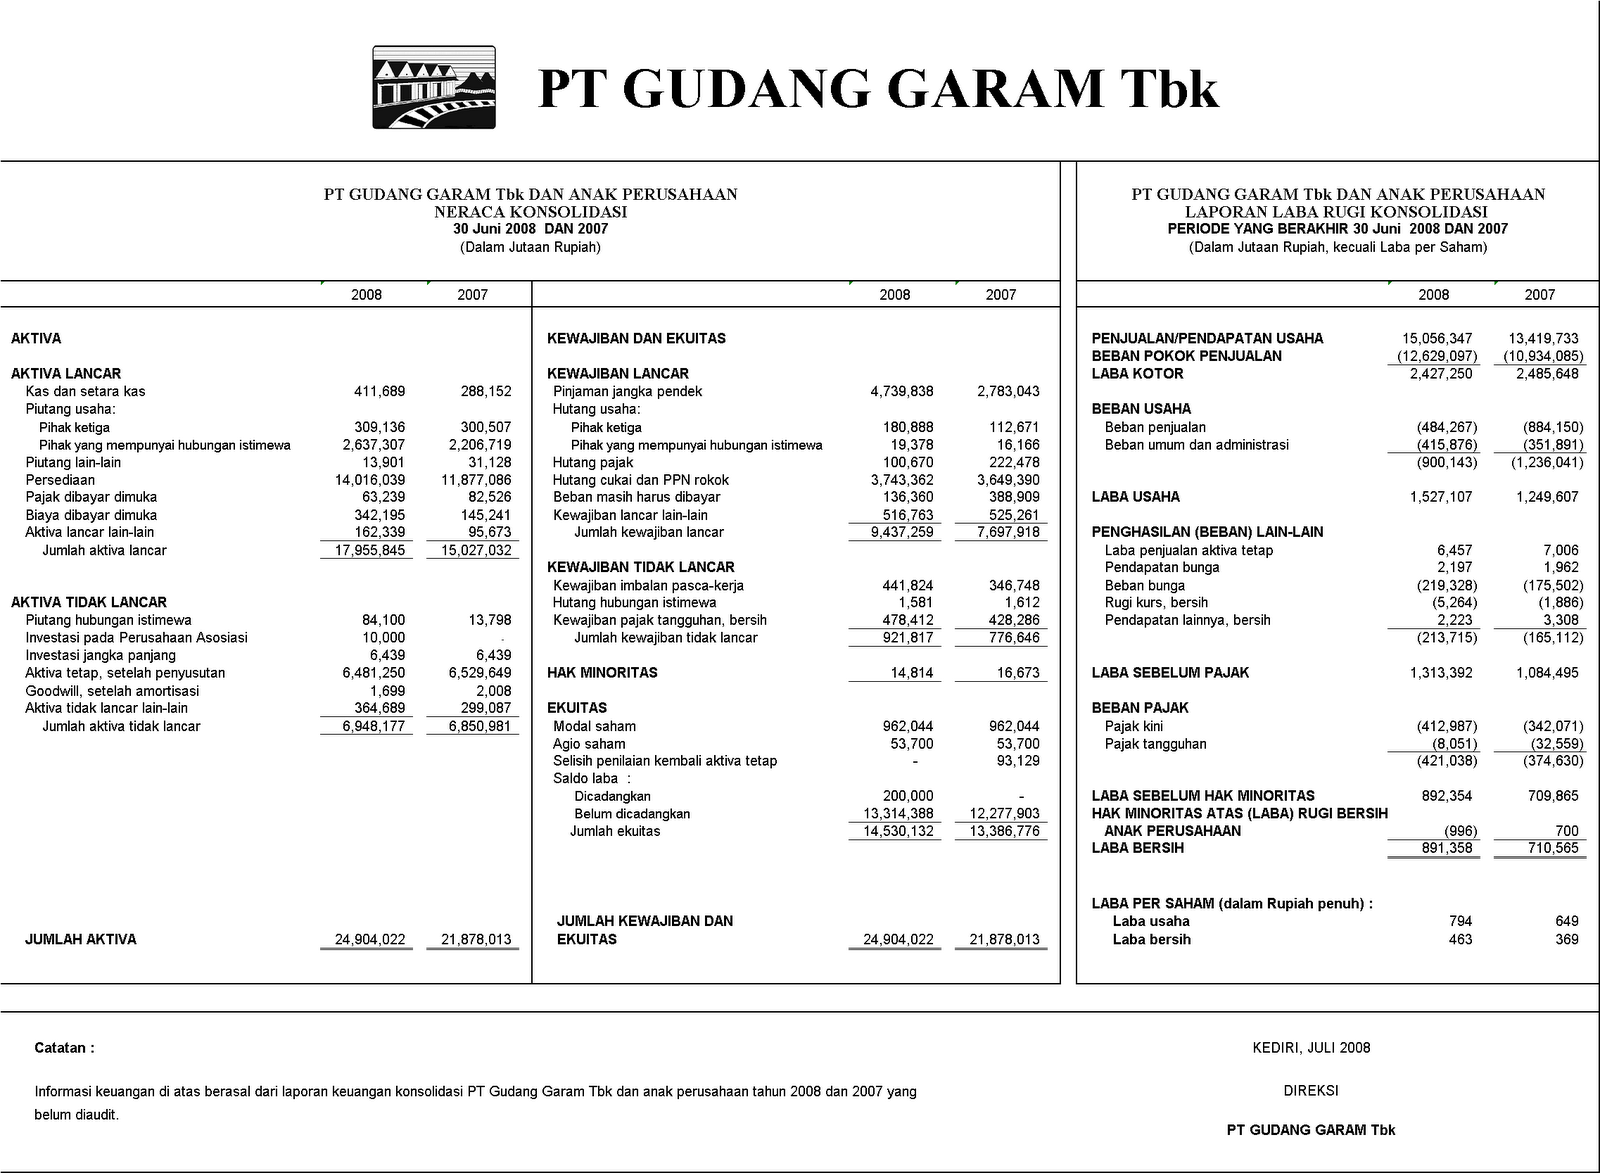 PT GUDANG GARAM Tbk
PT GUDANG GARAM Tbk DAN ANAK PERUSAHAAN
NERACA KONSOLIDASI
30 Juni 2008 DAN 2007
(Dalam Jutaan Rupiah)
2008 2007
AKTIVA
AKTIVA LANCAR
Kas dan setara kas 411,689 288,152
Piutang usaha:
Pihak ketiga 309,136 300,507
Pihak yang mempunyai hubungan istimewa 2,637,307 2,206,719
Piutang lain-lain 13,901 31,128
Persediaan 14,016,039 11,877,086
Pajak dibayar dimuka 63,239 82,526
Biaya dibayar dimuka 342,195 145,241
Aktiva lancar lain-lain 162,339 95,673
Jumlah aktiva lancar 17,955,845 15,027,032
AKTIVA TIDAK LANCAR
Piutang hubungan istimewa 84,100 13,798
Investasi pada Perusahaan Asosiasi 10,000 -
Investasi jangka panjang 6,439 6,439
Aktiva tetap, setelah penyusutan 6,481,250 6,529,649
Goodwill, setelah amortisasi 1,699 2,008
Aktiva tidak lancar lain-lain 364,689 299,087
Jumlah aktiva tidak lancar 6,948,177 6,850,981
JUMLAH AKTIVA 24,904,022 21,878,013
2008 2007
KEWAJIBAN DAN EKUITAS
KEWAJIBAN LANCAR
Pinjaman jangka pendek 4,739,838 2,783,043
Hutang usaha:
Pihak ketiga 180,888 112,671
Pihak yang mempunyai hubungan istimewa 19,378 16,166
Hutang pajak 100,670 222,478
Hutang cukai dan PPN rokok 3,743,362 3,649,390
Beban masih harus dibayar 136,360 388,909
Kewajiban lancar lain-lain 516,763 525,261
Jumlah kewajiban lancar 9,437,259 7,697,918
KEWAJIBAN TIDAK LANCAR
Kewajiban imbalan pasca-kerja 441,824 346,748
Hutang hubungan istimewa 1,581 1,612
Kewajiban pajak tangguhan, bersih 478,412 428,286
Jumlah kewajiban tidak lancar 921,817 776,646
HAK MINORITAS 14,814 16,673
EKUITAS
Modal saham 962,044 962,044
Agio saham 53,700 53,700
Selisih penilaian kembali aktiva tetap - 93,129
Saldo laba :
Dicadangkan 200,000 -
Belum dicadangkan 13,314,388 12,277,903
Jumlah ekuitas 14,530,132 13,386,776
JUMLAH KEWAJIBAN DAN
EKUITAS 24,904,022 21,878,013
PT GUDANG GARAM Tbk DAN ANAK PERUSAHAAN
LAPORAN LABA RUGI KONSOLIDASI
PERIODE YANG BERAKHIR 30 Juni 2008 DAN 2007
(Dalam Jutaan Rupiah, kecuali Laba per Saham)
2008 2007
PENJUALAN/PENDAPATAN USAHA 15,056,347 13,419,733
BEBAN POKOK PENJUALAN (12,629,097) (10,934,085)
LABA KOTOR 2,427,250 2,485,648
BEBAN USAHA
Beban penjualan (484,267) (884,150)
Beban umum dan administrasi (415,876) (351,891)
(900,143) (1,236,041)
LABA USAHA 1,527,107 1,249,607
PENGHASILAN (BEBAN) LAIN-LAIN
Laba penjualan aktiva tetap 6,457 7,006
Pendapatan bunga 2,197 1,962
Beban bunga (219,328) (175,502)
Rugi kurs, bersih (5,264) (1,886)
Pendapatan lainnya, bersih 2,223 3,308
(213,715) (165,112)
LABA SEBELUM PAJAK 1,313,392 1,084,495
BEBAN PAJAK
Pajak kini (412,987) (342,071)
Pajak tangguhan (8,051) (32,559)
(421,038) (374,630)
LABA SEBELUM HAK MINORITAS 892,354 709,865
HAK MINORITAS ATAS (LABA) RUGI BERSIH
ANAK PERUSAHAAN (996) 700
LABA BERSIH 891,358 710,565
LABA PER SAHAM (dalam Rupiah penuh) :
Laba usaha 794 649
Laba bersih 463 369
Catatan :
Informasi keuangan di atas berasal dari laporan keuangan konsolidasi PT Gudang Garam Tbk dan anak perusahaan tahun 2008 dan 2007 yang
belum diaudit.
KEDIRI, JULI 2008
DIREKSI
PT GUDANG GARAM Tbk